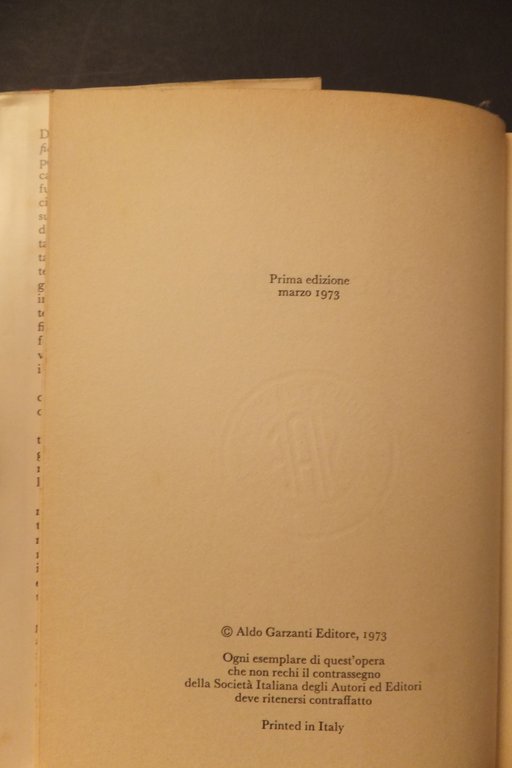 Prima edizione
marzo 1973
© Aldo Garzanti Editore, 1973
Ogni esemplare di quest'opera
che non rechi il contrassegno
della Società Italiana degli Autori ed Editori
deve ritenersi contraffatto
Printed in Italy